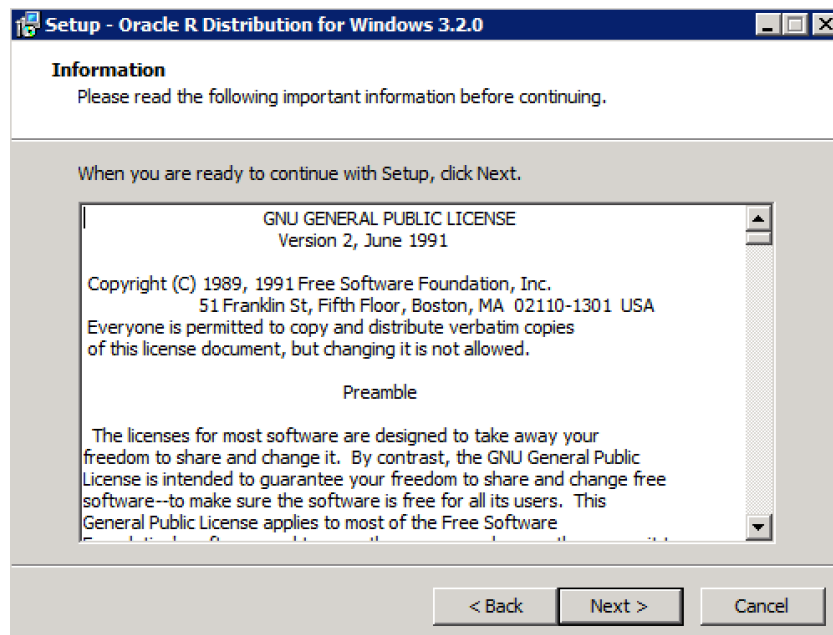 Setup - Oracle R Distribution for Windows 3.2.0
Information
Please read the following important information before continuing.
When you are ready to continue with Setup, click Next.
GNU GENERAL PUBLIC LICENSE
Version 2, June 1991
Copyright (C) 1989, 1991 Free Software Foundation, Inc.
51 Franklin St, Fifth Floor, Boston, MA 02110-1301 USA
Everyone is permitted to copy and distribute verbatim copies
of this license document, but changing it is not allowed.
Preamble
The licenses for most software are designed to take away your
freedom to share and change it. By contrast, the GNU General Public
License is intended to guarantee your freedom to share and change free
software--to make sure the software is free for all its users. This
General Public License applies to most of the Free Software
< Back Next > Cancel